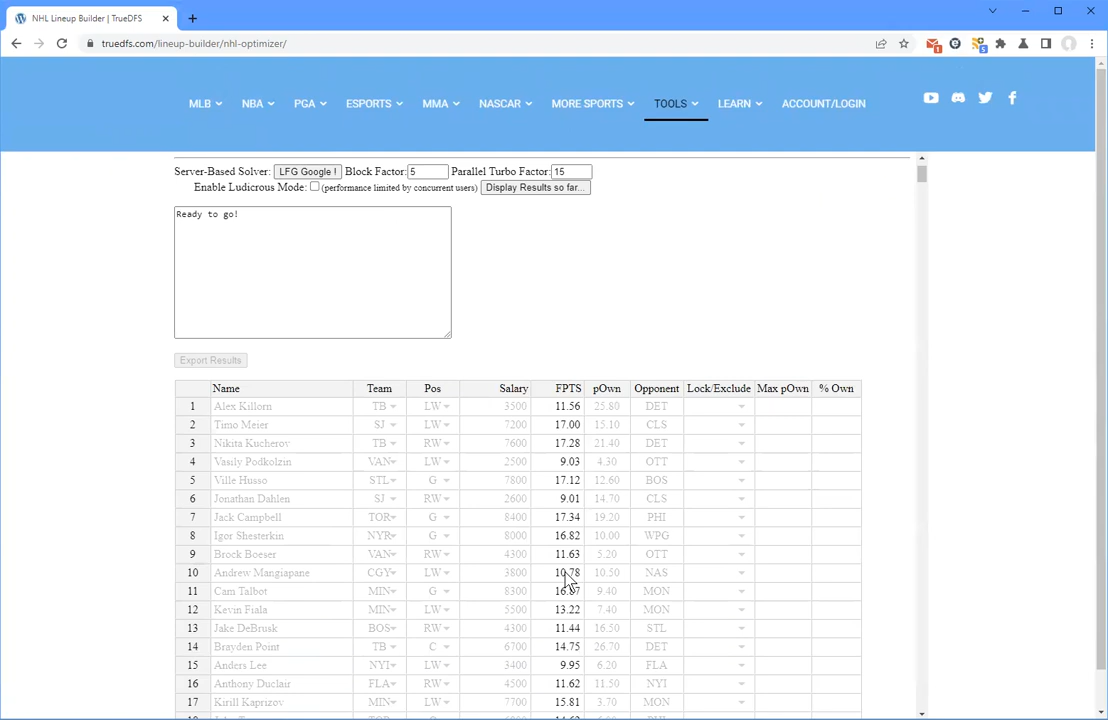 NHL Lineup Builder | TrueDFS
truedfs.com/lineup-builder/nhl-optimizer/
1
5
MLB NBA PGA ESPORTS MMA NASCAR MORE SPORTS TOOLS LEARN ACCOUNT/LOGIN
Server-Based Solver: LFG Google ! Block Factor: 5 Parallel Turbo Factor: 15
Enable Ludicrous Mode: (performance limited by concurrent users) Display Results so far...
Ready to go!
Export Results
Name Team Pos Salary FPTS pOwn Opponent Lock/Exclude Max pOwn % Own
1 Alex Killorn TB LW 3500 11.56 25.80 DET
2 Timo Meier SJ LW 7200 17.00 15.10 CLS
3 Nikita Kucherov TB RW 7600 17.28 21.40 DET
4 Vasily Podkolzin VAN LW 2500 9.03 4.30 OTT
5 Ville Husso STL G 7800 17.12 12.60 BOS
6 Jonathan Dahlen SJ RW 2600 9.01 14.70 CLS
7 Jack Campbell TOR G 8400 17.34 19.20 PHI
8 Igor Shesterkin NYR G 8000 16.82 10.00 WPG
9 Brock Boeser VAN RW 4300 11.63 5.20 OTT
10 Andrew Mangiapane CGY LW 3800 10.78 10.50 NAS
11 Cam Talbot MIN G 8300 9.40 MON
12 Kevin Fiala MIN LW 5500 13.22 7.40 MON
13 Jake DeBrusk BOS RW 4300 11.44 16.50 STL
14 Brayden Point TB C 6700 14.75 26.70 DET
15 Anders Lee NYI LW 3400 9.95 6.20 FLA
16 Anthony Duclair FLA RW 4500 11.62 11.50 NYI
17 Kirill Kaprizov MIN LW 7700 15.81 3.70 MON